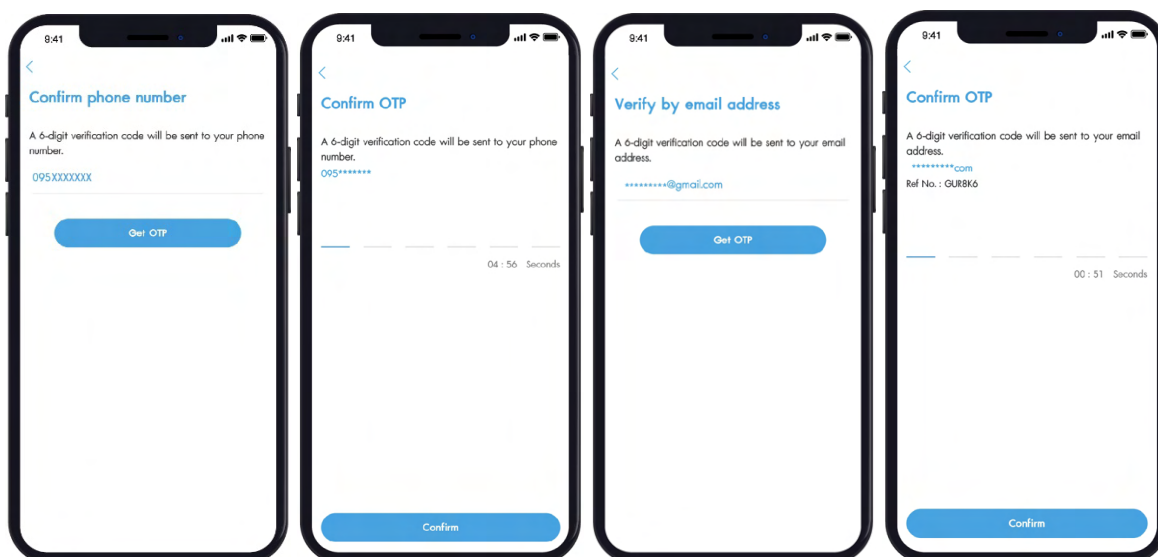 9:41
Confirm phone number
A 6-digit verification code will be sent to your phone
number.
095XXXXXXX
Get OTP
9:41
Confirm OTP
A 6-digit verification code will be sent to your phone
number.
095*******
04 : 56 Seconds
Confirm
9:41
Verify by email address
A 6-digit verification code will be sent to your email
address.
*********@gmail.com
Get OTP
9:41
Confirm OTP
A 6-digit verification code will be sent to your email
address.
*********com
Ref No. : GUR8K6
00 : 51 Seconds
Confirm